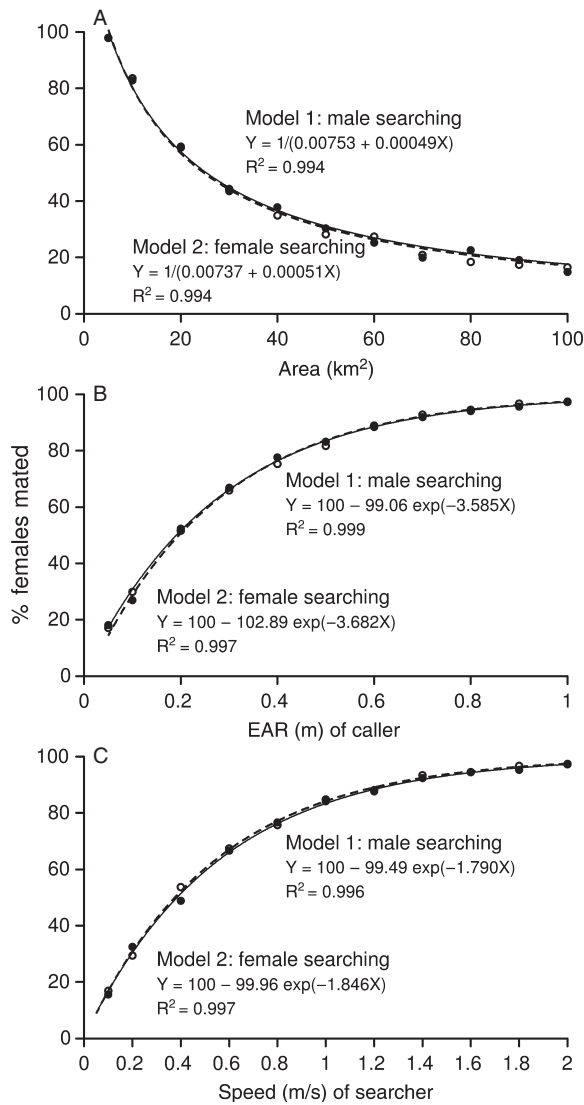 A
100
80
60
40
20
0
Model 1: male searching
Y = 1/(0.00753 + 0.00049X)
R² = 0.994
Model 2: female searching
Y = 1/(0.00737 + 0.00051X)
R² = 0.994
0 20 40 60 80 100
Area (km²)
% females mated
B
100
80
60
40
20
0
Model 1: male searching
Y = 100 − 99.06 exp(−3.585X)
R² = 0.999
Model 2: female searching
Y = 100 − 102.89 exp(−3.682X)
R² = 0.997
0 0.2 0.4 0.6 0.8 1
EAR (m) of caller
C
100
80
60
40
20
0
Model 1: male searching
Y = 100 − 99.49 exp(−1.790X)
R² = 0.996
Model 2: female searching
Y = 100 − 99.96 exp(−1.846X)
R² = 0.997
0 0.2 0.4 0.6 0.8 1 1.2 1.4 1.6 1.8 2
Speed (m/s) of searcher